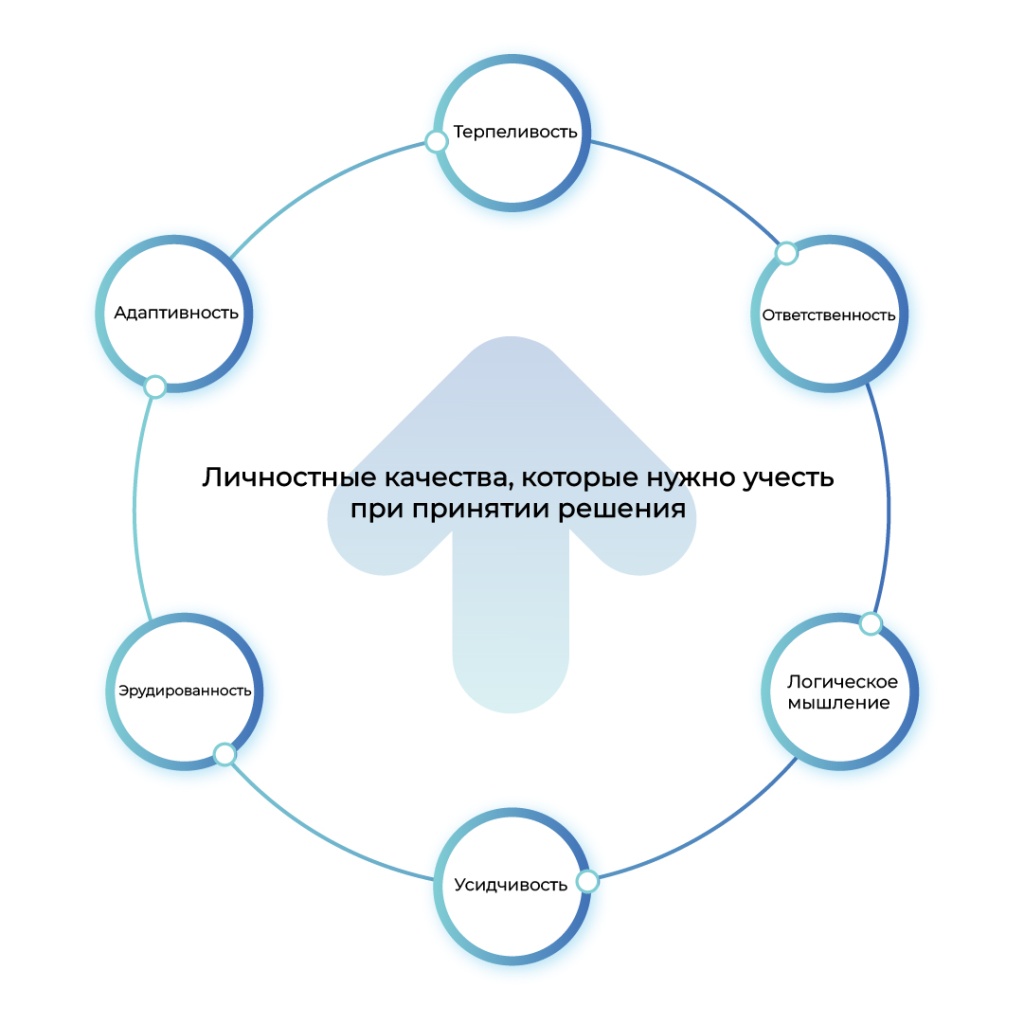 Терпеливость
Адаптивность
Ответственность
Личностные качества, которые нужно учесть
при принятии решения
Эрудированность
Логическое
мышление
Усидчивость